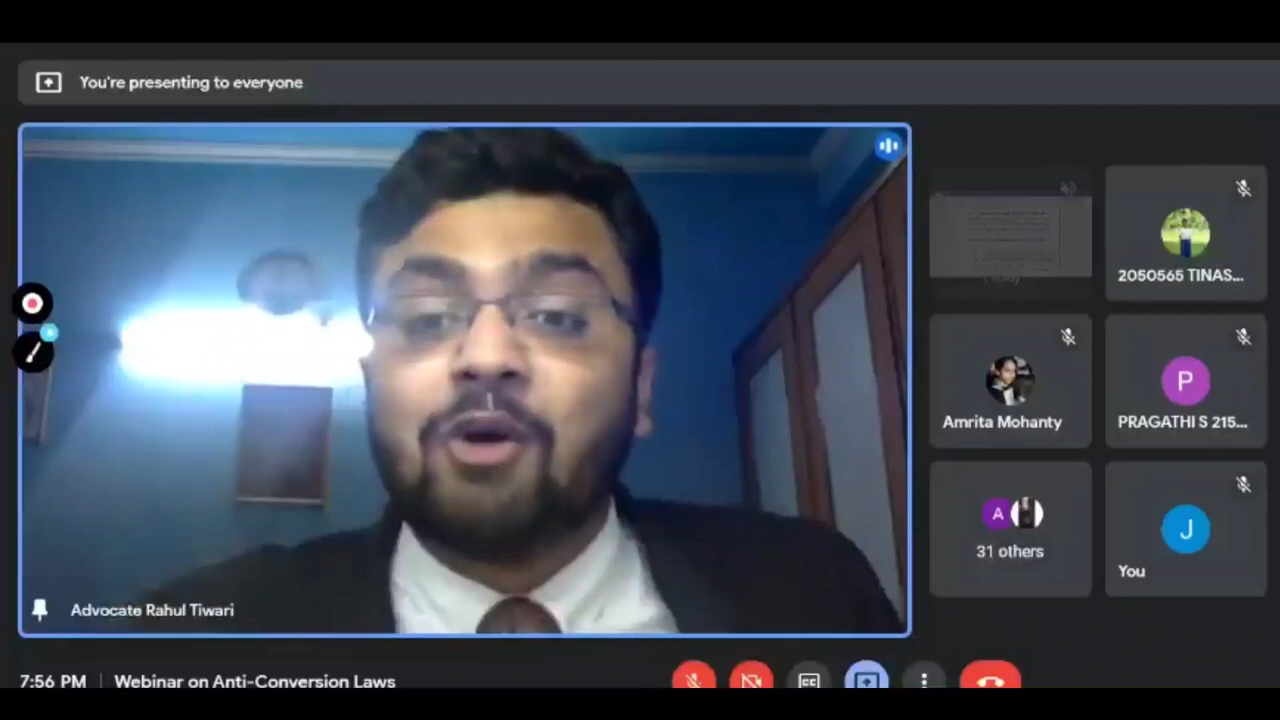 You're presenting to everyone
2050565 TINAS...
Amrita Mohanty
P
PRAGATHI S 215...
A
31 others
J
You
Advocate Rahul Tiwari
7:56 PM | Webinar on Anti-Conversion Laws
CC